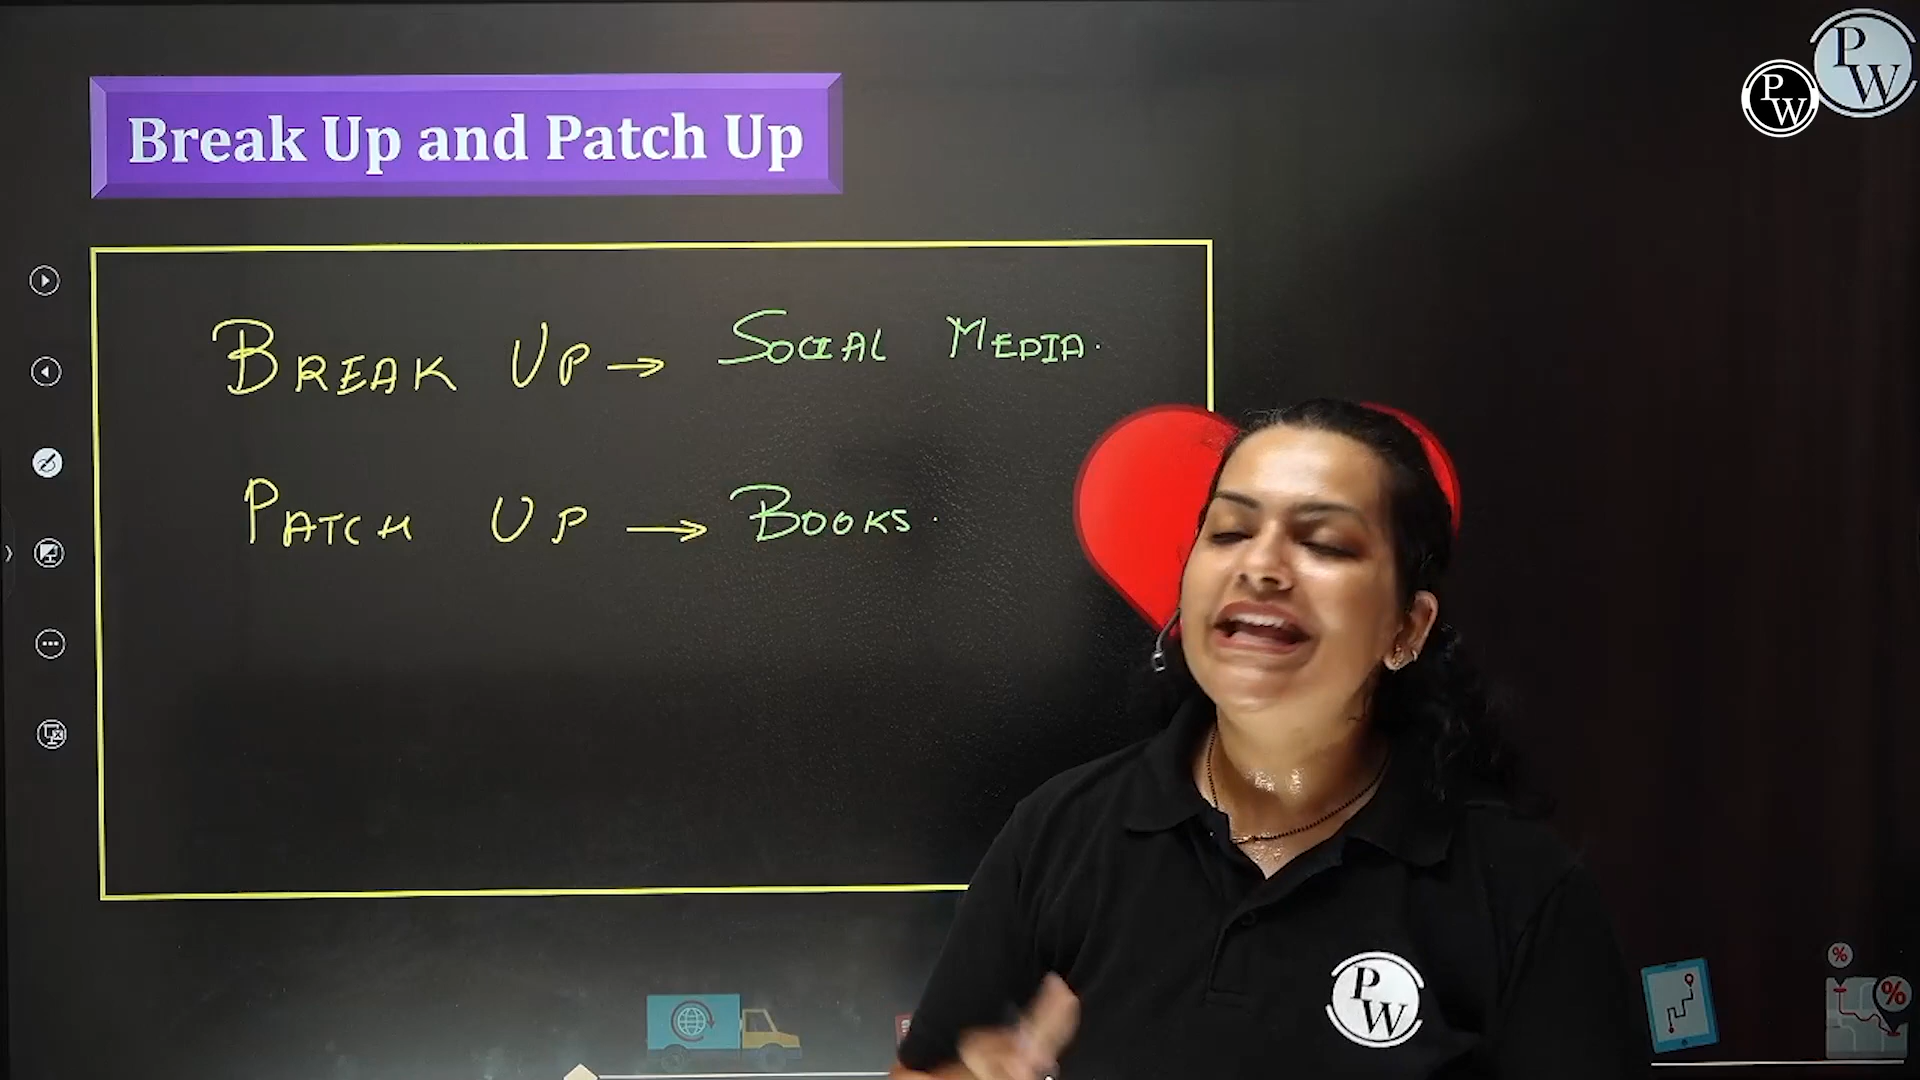 PW
PW
Break Up and Patch Up
BREAK UP → SOCIAL MEDIA.
PATCH UP → BOOKS.
PW
%
%